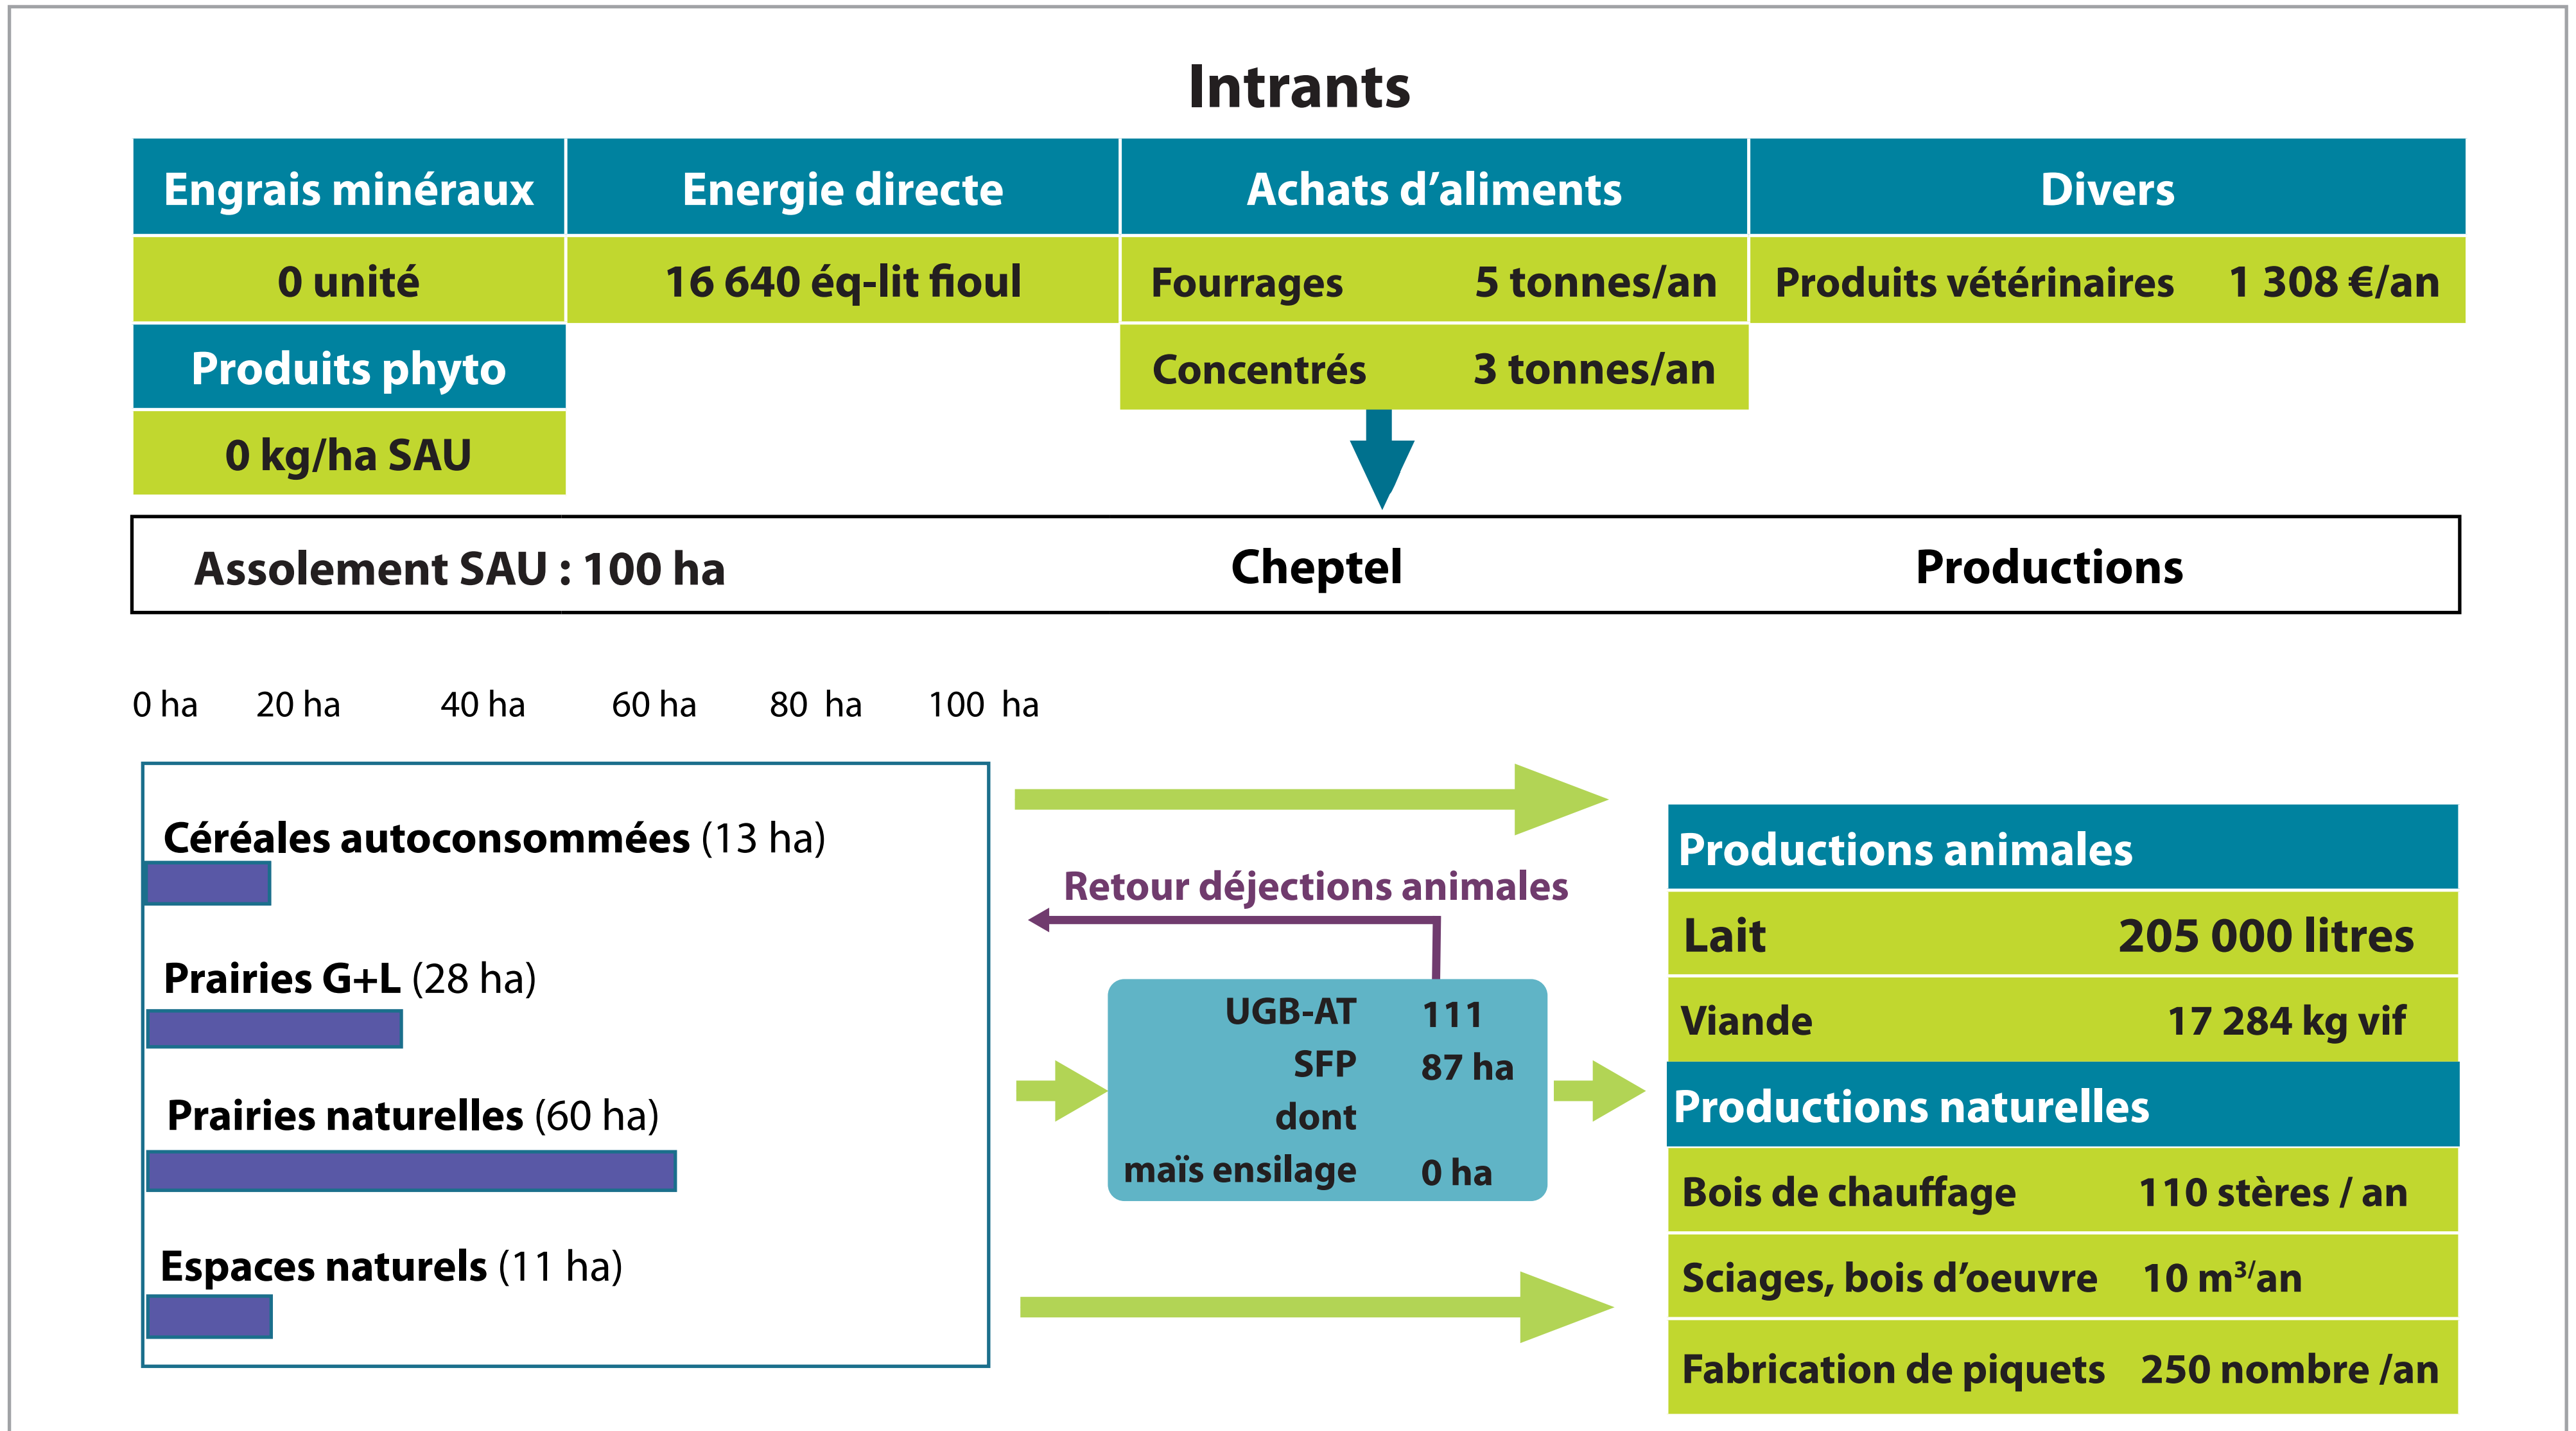 Intrants
Engrais minéraux
Energie directe
Achats d’aliments
Divers
0 unité
16 640 éq-lit fioul
Fourrages 5 tonnes/an
Produits vétérinaires 1 308 €/an
Produits phyto
Concentrés 3 tonnes/an
0 kg/ha SAU
Assolement SAU : 100 ha
Cheptel
Productions
0 ha 20 ha 40 ha 60 ha 80 ha 100 ha
Céréales autoconsommées (13 ha)
Prairies G+L (28 ha)
Prairies naturelles (60 ha)
Espaces naturels (11 ha)
Retour déjections animales
UGB-AT 111
SFP 87 ha
dont
maïs ensilage 0 ha
Productions animales
Lait 205 000 litres
Viande 17 284 kg vif
Productions naturelles
Bois de chauffage 110 stères / an
Sciages, bois d’oeuvre 10 m³/an
Fabrication de piquets 250 nombre /an